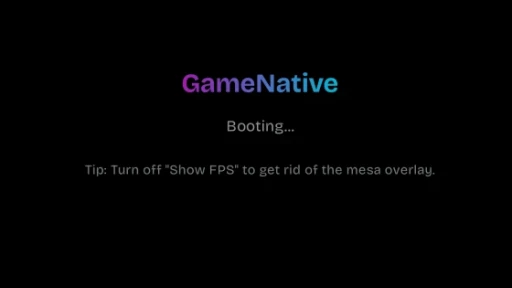 GameNative
Booting...
Tip: Turn off "Show FPS" to get rid of the mesa overlay.